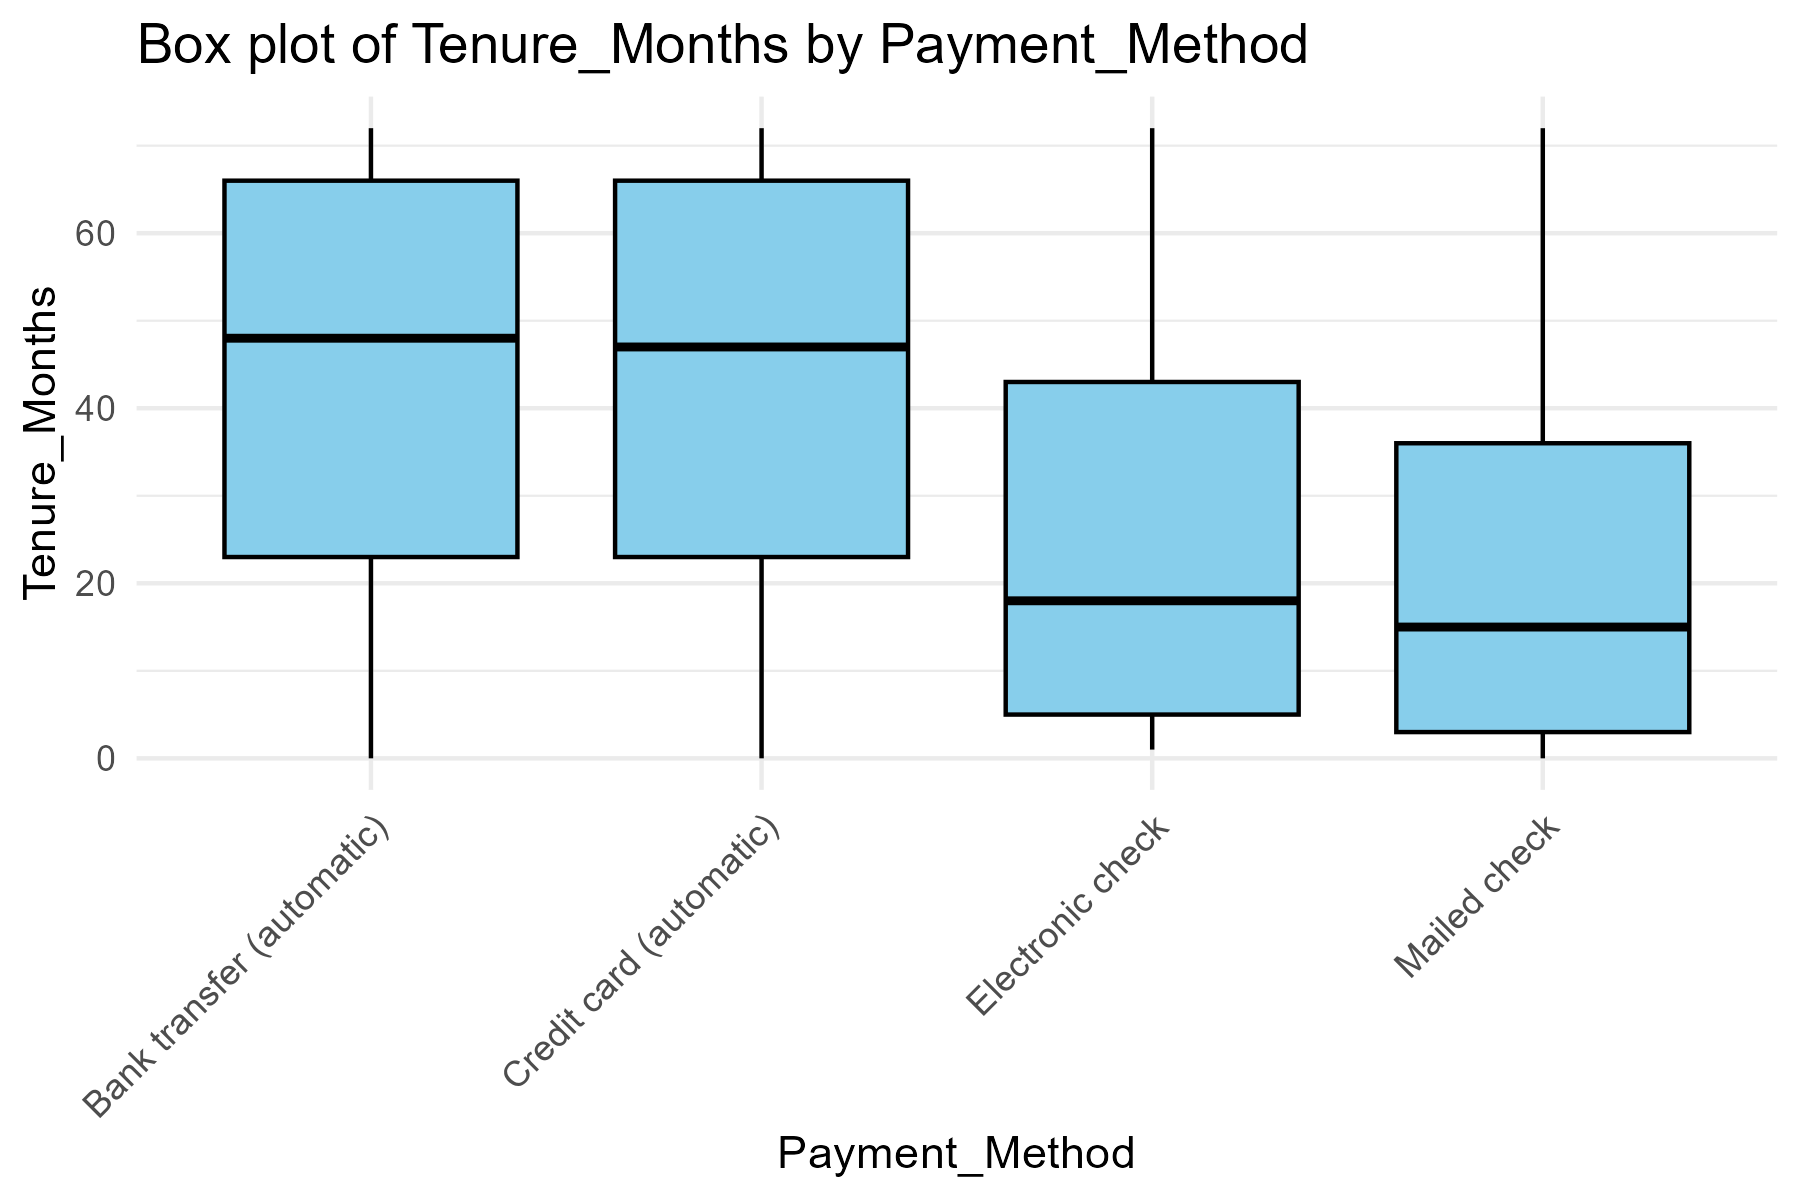 Box plot of Tenure_Months by Payment_Method
Tenure_Months
60
40
20
0
Bank transfer (automatic)
Credit card (automatic)
Electronic check
Mailed check
Payment_Method